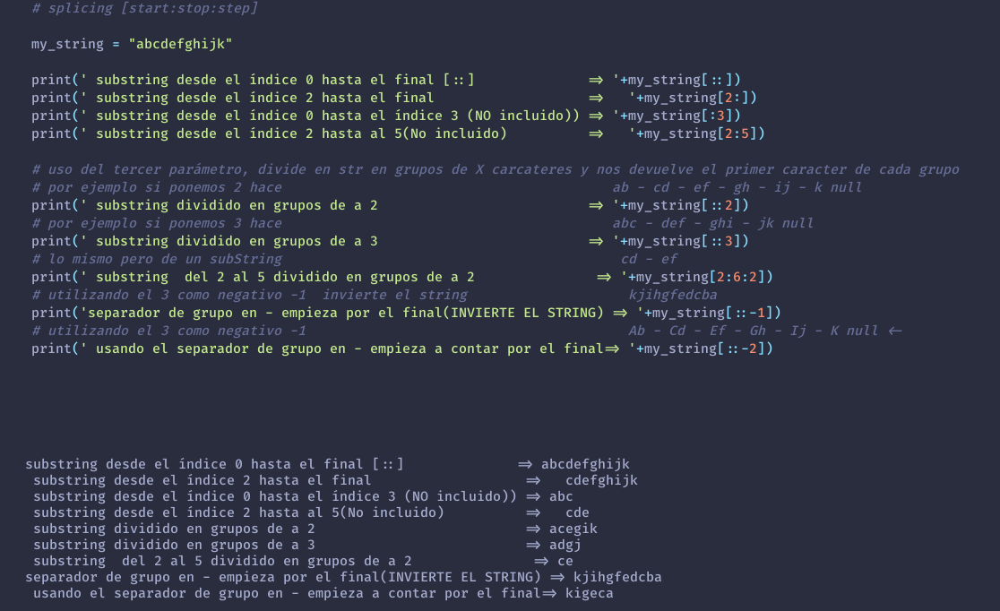 # splicing [start:stop:step]
my_string = "abcdefghijk"
print(' substring desde el índice 0 hasta el final [::]              => '+my_string[::])
print(' substring desde el índice 2 hasta el final                   =>   '+my_string[2:])
print(' substring desde el índice 0 hasta el índice 3 (NO incluido)) => '+my_string[:3])
print(' substring desde el índice 2 hasta al 5(No incluido)          =>   '+my_string[2:5])
# uso del tercer parámetro, divide en str en grupos de X carcateres y nos devuelve el primer caracter de cada grupo
# por ejemplo si ponemos 2 hace                                         ab - cd - ef - gh - ij - k null
print(' substring dividido en grupos de a 2                          => '+my_string[::2])
# por ejemplo si ponemos 3 hace                                         abc - def - ghi - jk null
print(' substring dividido en grupos de a 3                          => '+my_string[::3])
# lo mismo pero de un subString                                          cd - ef
print(' substring  del 2 al 5 dividido en grupos de a 2               => '+my_string[2:6:2])
# utilizando el 3 como negativo -1  invierte el string                    kjihgfedcba
print('separador de grupo en - empieza por el final(INVIERTE EL STRING) => '+my_string[::-1])
# utilizando el 3 como negativo -1                                        Ab - Cd - Ef - Gh - Ij - K null <-
print(' usando el separador de grupo en - empieza a contar por el final=> '+my_string[::-2])
substring desde el índice 0 hasta el final [::]              => abcdefghijk
 substring desde el índice 2 hasta el final                   =>   cdefghijk
 substring desde el índice 0 hasta el índice 3 (NO incluido)) => abc
 substring desde el índice 2 hasta al 5(No incluido)          =>   cde
 substring dividido en grupos de a 2                          => acegik
 substring dividido en grupos de a 3                          => adgj
 substring  del 2 al 5 dividido en grupos de a 2               => ce
separador de grupo en - empieza por el final(INVIERTE EL STRING) => kjihgfedcba
 usando el separador de grupo en - empieza a contar por el final=> kigeca